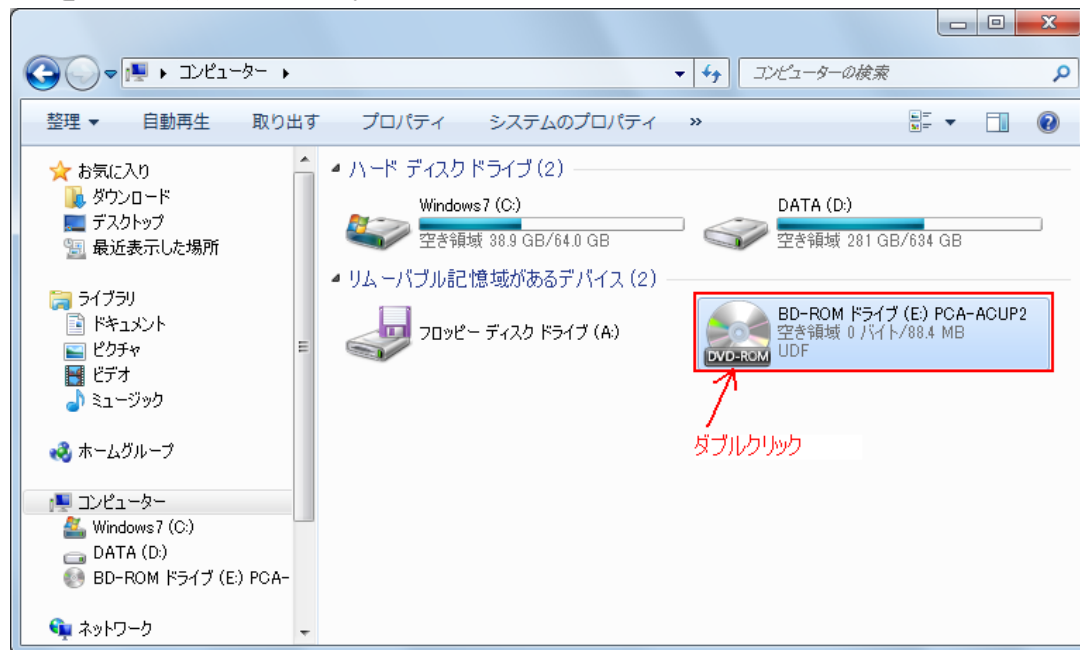 コンピューター
コンピューターの検索
整理 自動再生 取り出す プロパティ システムのプロパティ »
お気に入り
ダウンロード
デスクトップ
最近表示した場所
ライブラリ
ドキュメント
ピクチャ
ビデオ
ミュージック
ホームグループ
コンピューター
Windows7 (C:)
DATA (D:)
BD-ROM ドライブ (E:) PCA-
ネットワーク
ハード ディスク ドライブ (2)
Windows7 (C:)
空き領域 38.9 GB/64.0 GB
DATA (D:)
空き領域 281 GB/634 GB
リムーバブル記憶域があるデバイス (2)
フロッピー ディスク ドライブ (A:)
BD-ROM ドライブ (E:) PCA-ACUP2
空き領域 0 バイト/88.4 MB
UDF
DVD-ROM
ダブルクリック